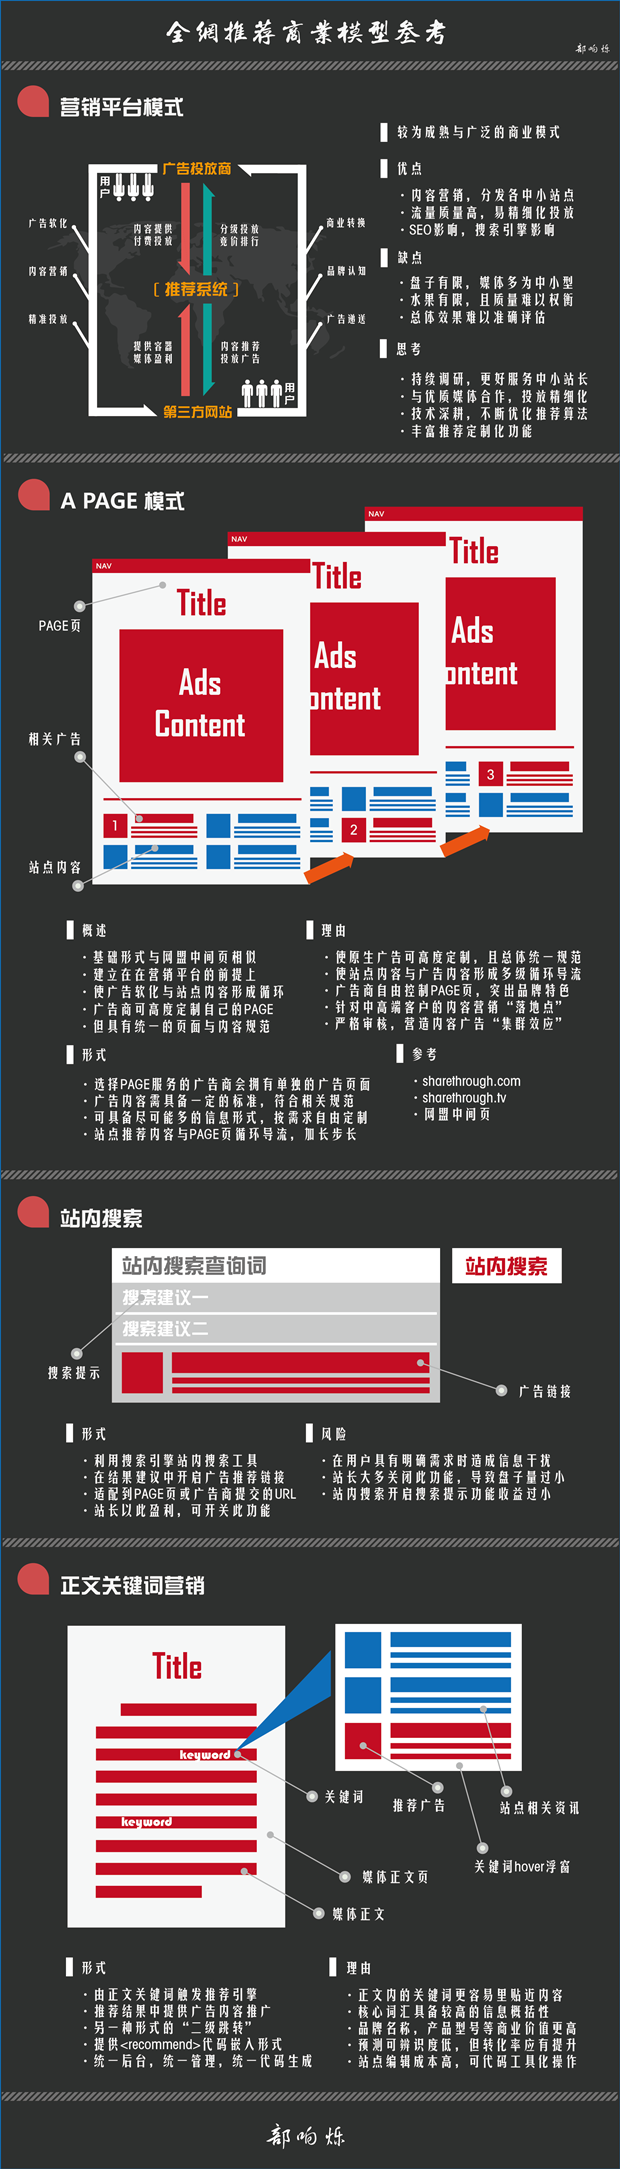 全網推荐商業模型參考
部响烁
营销平台模式
广告投放商
用户
广告软化
内容营销
精准投放
内容提供
付费投放
分级投放
竞价排行
商业转换
品牌认知
广告递送
[ 推荐系统 ]
提供容器
媒体盈利
内容推荐
投放广告
用户
第三方网站
较为成熟与广泛的商业模式
优点
· 内容营销，分发各中小站点
· 流量质量高，易精细化投放
· SEO影响，搜索引擎影响
缺点
· 盘子有限，媒体多为中小型
· 水果有限，且质量难以权衡
· 总体效果难以准确评估
思考
· 持续调研，更好服务中小站长
· 与优质媒体合作，投放精细化
· 技术深耕，不断优化推荐算法
· 丰富推荐定制化功能
A PAGE 模式
NAV
Title
Ads
Content
NAV
Title
Ads
ontent
NAV
Title
Ads
ontent
1
2
3
PAGE页
相关广告
站点内容
概述
· 基础形式与网盟中间页相似
· 建立在在营销平台的前提上
· 使广告软化与站点内容形成循环
· 广告商可高度定制自己的PAGE
· 但具有统一的页面与内容规范
理由
· 使原生广告可高度定制，且总体统一规范
· 使站点内容与广告内容形成多级循环导流
· 广告商自由控制PAGE页，突出品牌特色
· 针对中高端客户的内容营销“落地点”
· 严格审核，营造内容广告“集群效应”
形式
· 选择PAGE服务的广告商会拥有单独的广告页面
· 广告内容需具备一定的标准，符合相关规范
· 可具备尽可能多的信息形式，按需求自由定制
· 站点推荐内容与PAGE页循环导流，加长步长
参考
· sharethrough.com
· sharethrough.tv
· 网盟中间页
站内搜索
站内搜索查询词
站内搜索
搜索建议一
搜索建议二
搜索提示
广告链接
形式
· 利用搜索引擎站内搜索工具
· 在结果建议中开启广告推荐链接
· 适配到PAGE页或广告商提交的URL
· 站长以此盈利，可开关此功能
风险
· 在用户具有明确需求时造成信息干扰
· 站长大多关闭此功能，导致盘子量过小
· 站内搜索开启搜索提示功能收益过小
正文关键词营销
Title
keyword
keyword
关键词
推荐广告
站点相关资讯
关键词hover浮窗
媒体正文页
媒体正文
形式
· 由正文关键词触发推荐引擎
· 推荐结果中提供广告内容推广
· 另一种形式的“二级跳转”
· 提供<recommend>代码嵌入形式
· 统一后台，统一管理，统一代码生成
理由
· 正文内的关键词更容易里贴近内容
· 核心词汇具备较高的信息概括性
· 品牌名称，产品型号等商业价值更高
· 预测可辨识度低，但转化率应有提升
· 站点编辑成本高，可代码工具化操作
部响烁